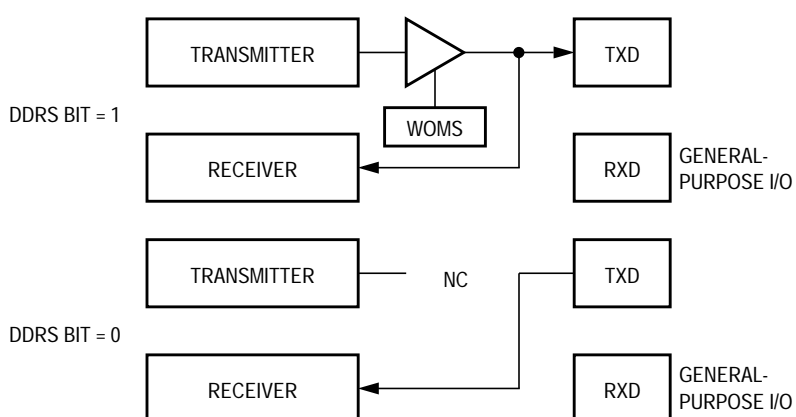 TRANSMITTER
TXD
DDRS BIT = 1
WOMS
RECEIVER
RXD
GENERAL-
PURPOSE I/O
TRANSMITTER
NC
TXD
DDRS BIT = 0
RECEIVER
RXD
GENERAL-
PURPOSE I/O